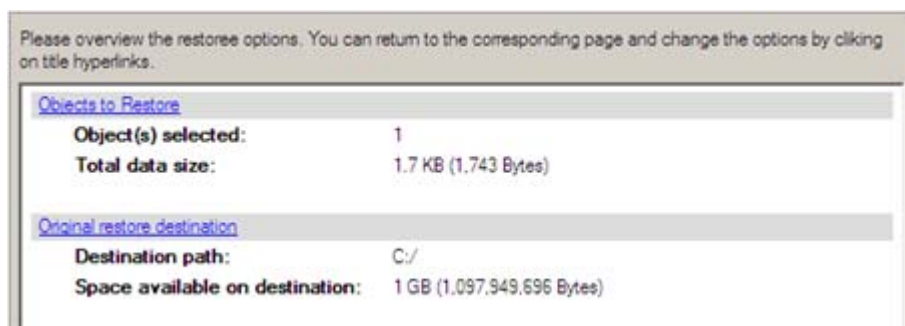 Please overview the restoree options. You can return to the corresponding page and change the options by cliking
on title hyperlinks.
Objects to Restore
Object(s) selected: 1
Total data size: 1.7 KB (1,743 Bytes)
Original restore destination
Destination path: C:/
Space available on destination: 1 GB (1,097,949,696 Bytes)